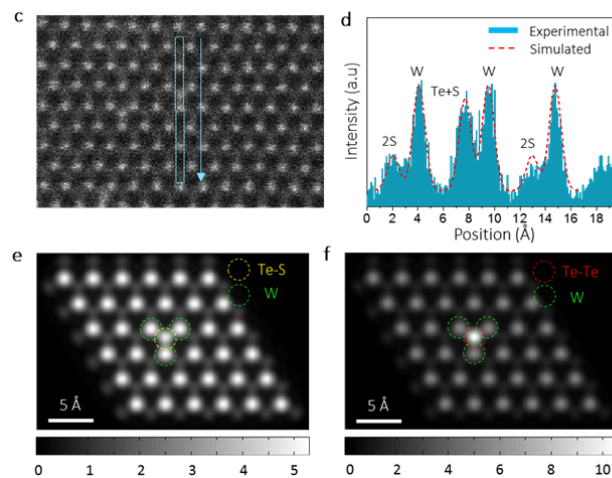 c
d
Experimental
Simulated
W
W
W
Te+S
2S
2S
Intensity (a.u)
0 2 4 6 8 10 12 14 16 18
Position (Å)
e
Te-S
W
5 Å
0 1 2 3 4 5
f
Te-Te
W
5 Å
0 2 4 6 8 10